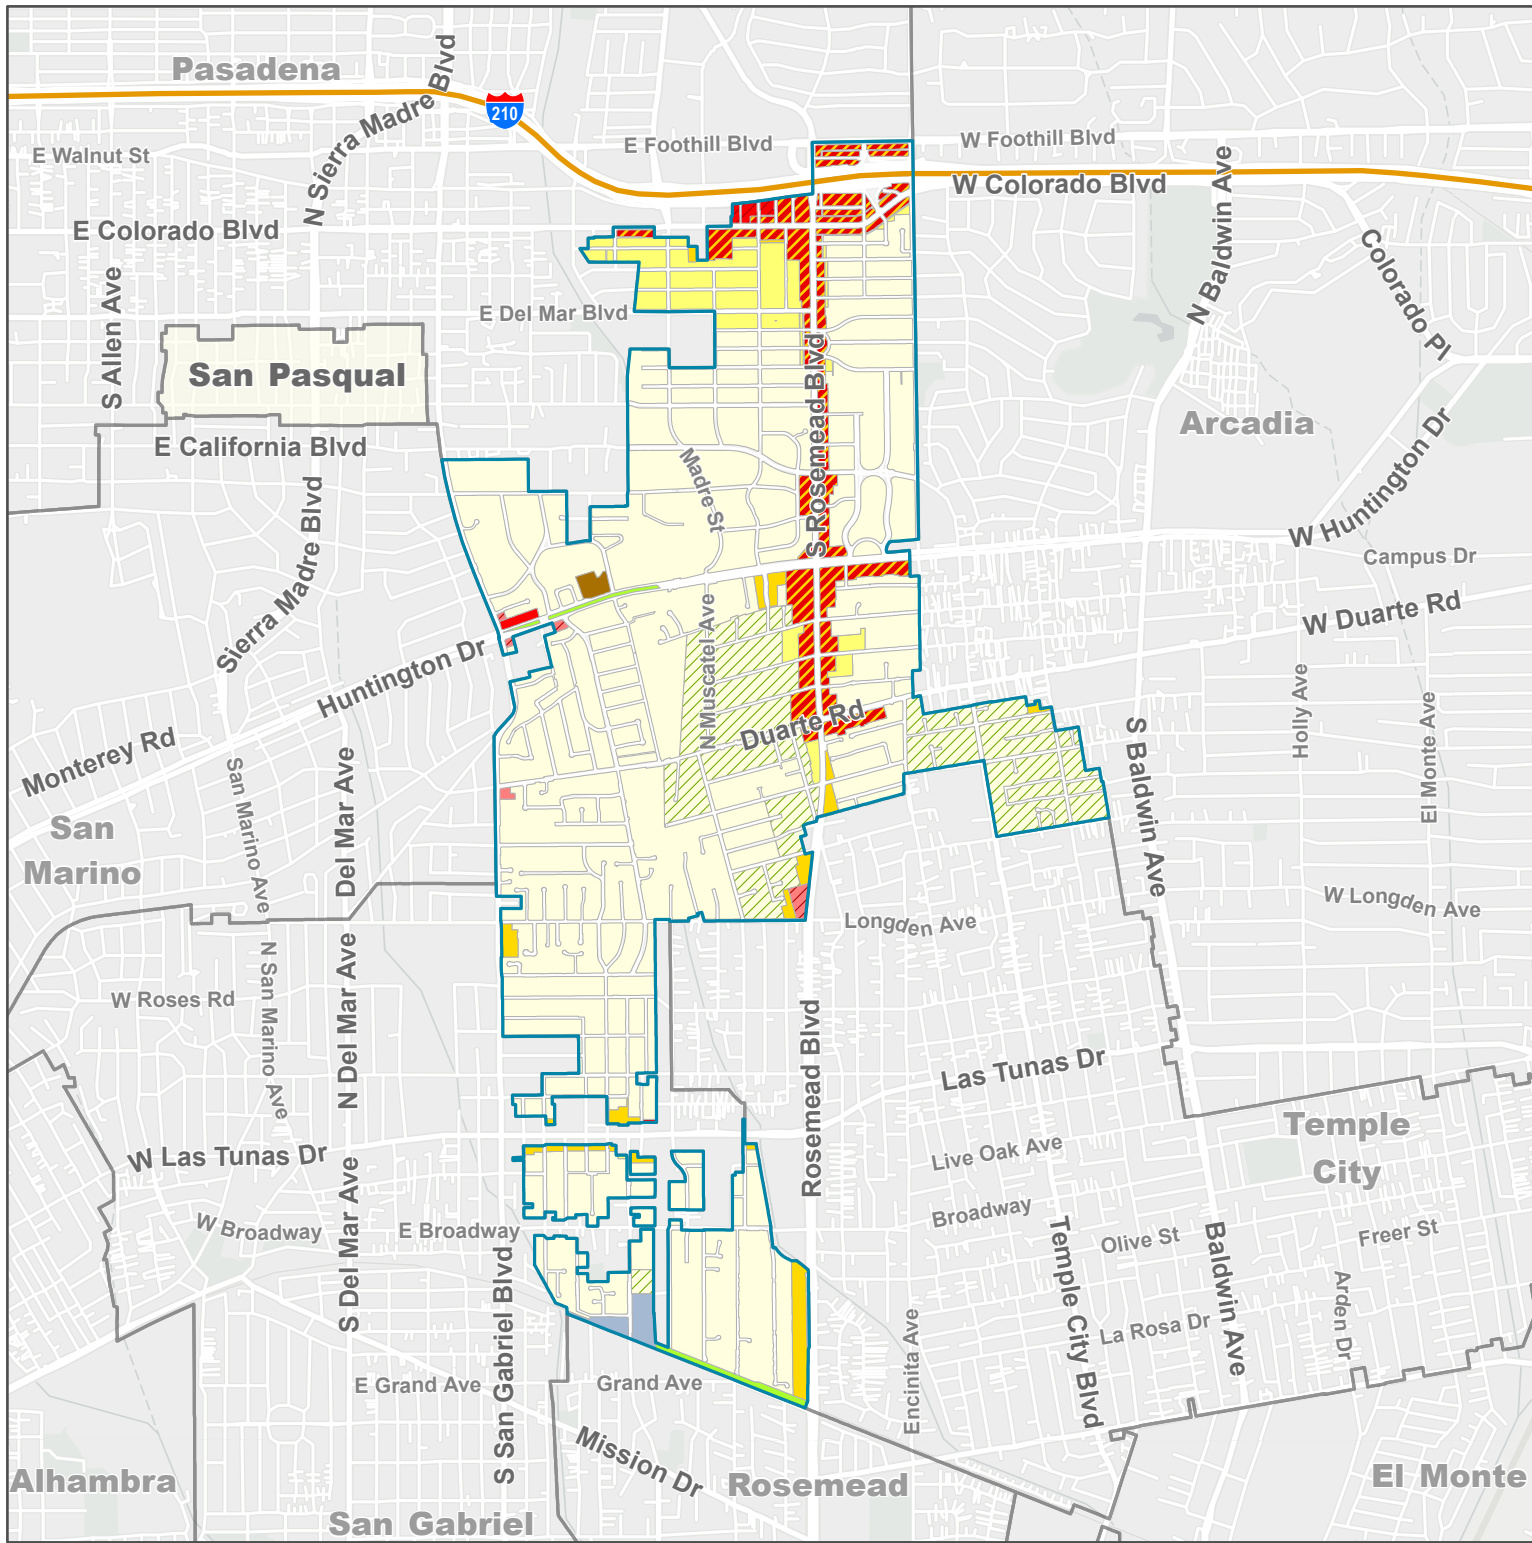 Pasadena
N Sierra Madre Blvd
210
E Walnut St
E Foothill Blvd
W Foothill Blvd
W Colorado Blvd
N Baldwin Ave
E Colorado Blvd
Colorado Pl
S Allen Ave
E Del Mar Blvd
San Pasqual
S Rosemead Blvd
Arcadia
E California Blvd
Madre St
W Huntington Dr
Sierra Madre Blvd
Campus Dr
W Duarte Rd
N Muscatel Ave
Huntington Dr
Duarte Rd
Holly Ave
El Monte Ave
Monterey Rd
San Marino Ave
Del Mar Ave
S Baldwin Ave
San
Marino
W Longden Ave
Longden Ave
N San Marino Ave
N Del Mar Ave
W Roses Rd
Rosemead Blvd
Las Tunas Dr
Temple
City
W Las Tunas Dr
Live Oak Ave
S Del Mar Ave
W Broadway
E Broadway
Broadway
Temple City Blvd
Olive St
Freer St
Baldwin Ave
S San Gabriel Blvd
Arden Dr
La Rosa Dr
Encinita Ave
E Grand Ave
Grand Ave
Mission Dr
Alhambra
Rosemead
El Monte
San Gabriel